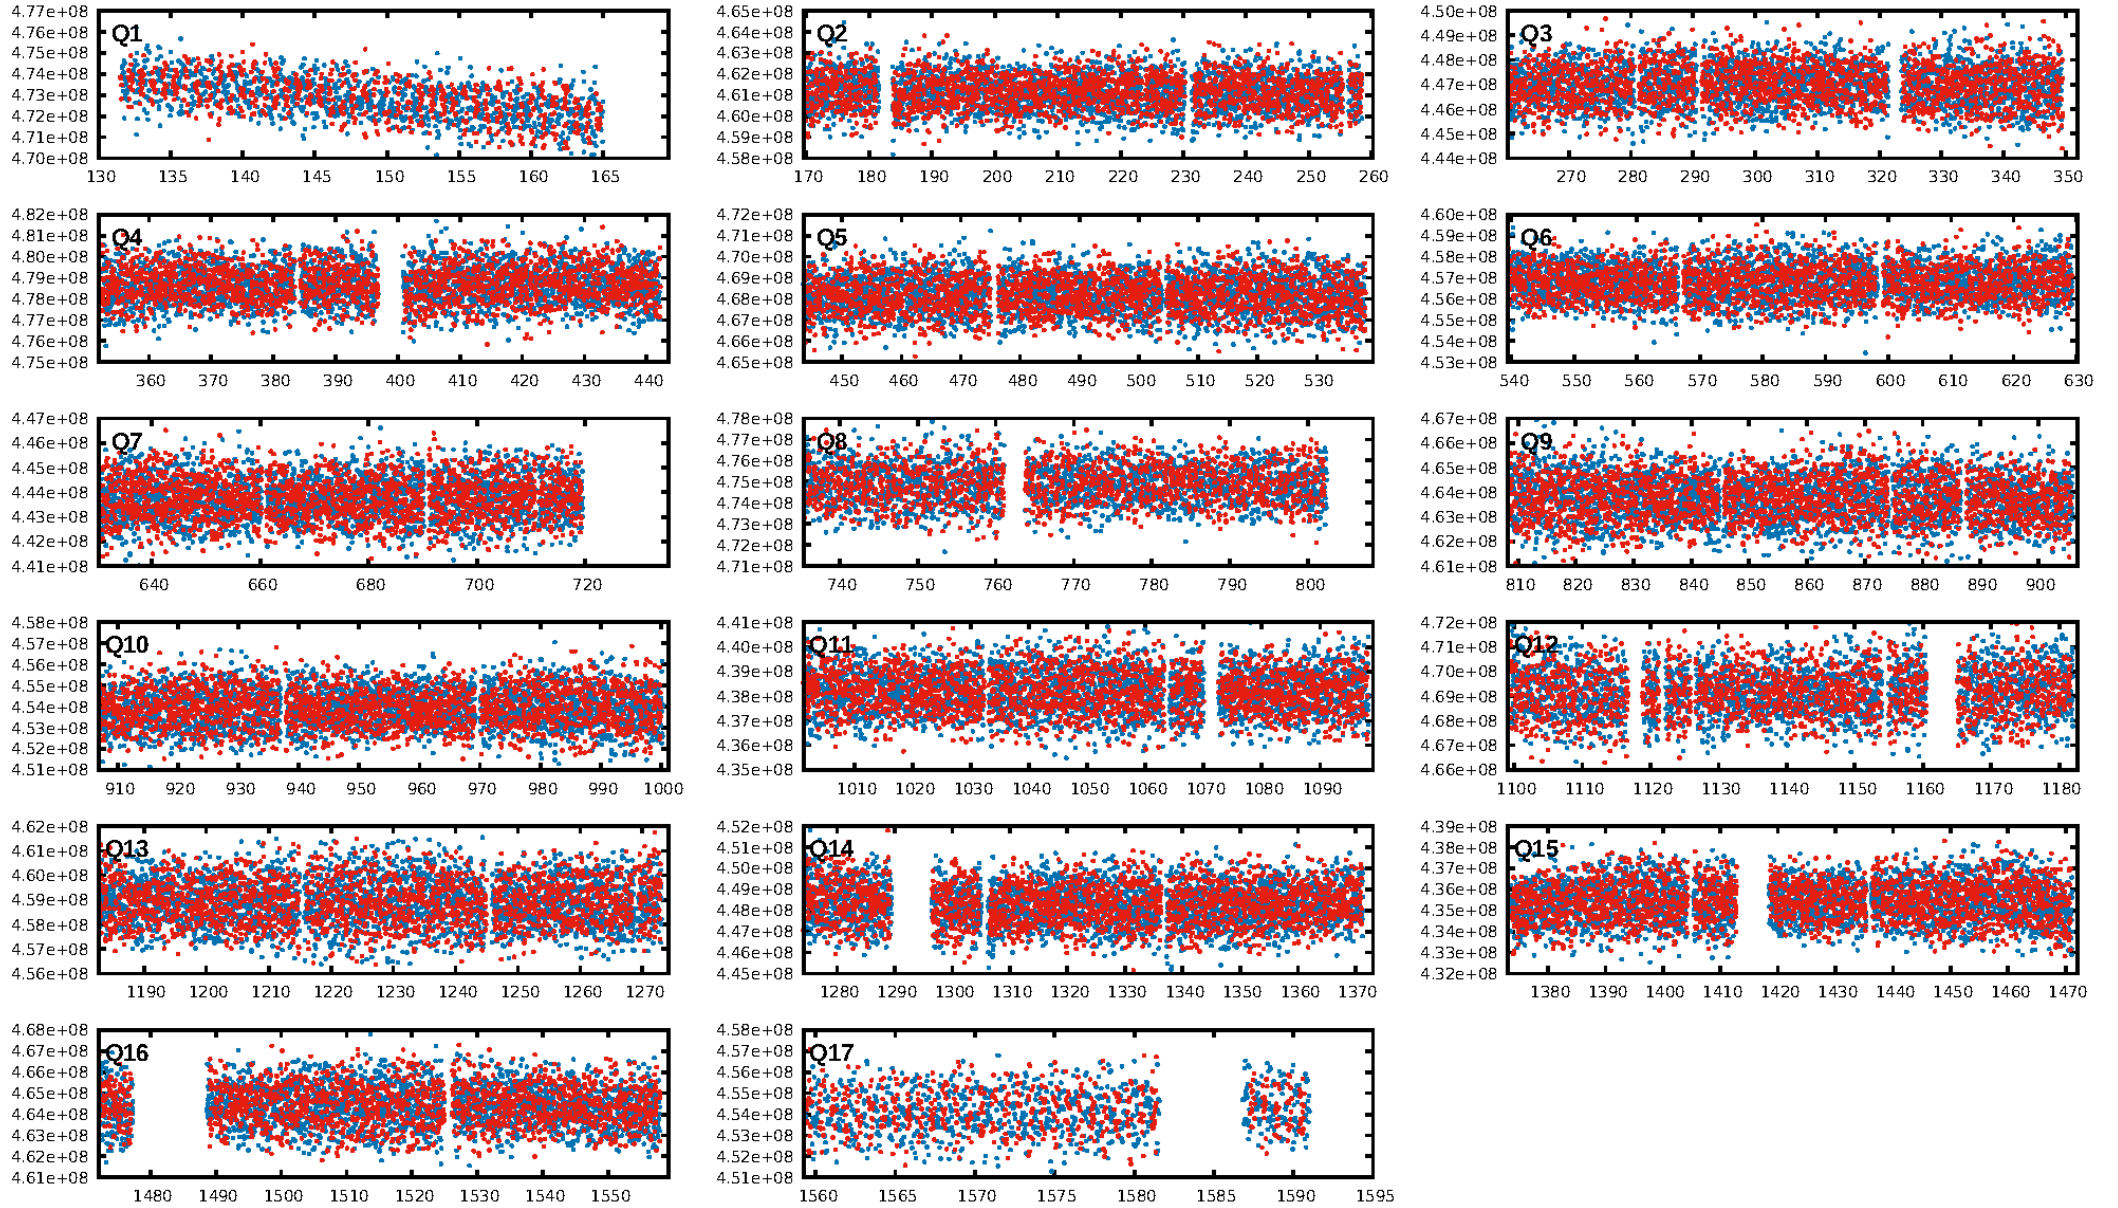 4.77e+08
4.76e+08
4.75e+08
4.74e+08
4.73e+08
4.72e+08
4.71e+08
4.70e+08
Q1
130 135 140 145 150 155 160 165
4.65e+08
4.64e+08
4.63e+08
4.62e+08
4.61e+08
4.60e+08
4.59e+08
4.58e+08
Q2
170 180 190 200 210 220 230 240 250 260
4.50e+08
4.49e+08
4.48e+08
4.47e+08
4.46e+08
4.45e+08
4.44e+08
Q3
270 280 290 300 310 320 330 340 350
4.82e+08
4.81e+08
4.80e+08
4.79e+08
4.78e+08
4.77e+08
4.76e+08
4.75e+08
Q4
360 370 380 390 400 410 420 430 440
4.72e+08
4.71e+08
4.70e+08
4.69e+08
4.68e+08
4.67e+08
4.66e+08
4.65e+08
Q5
450 460 470 480 490 500 510 520 530
4.60e+08
4.59e+08
4.58e+08
4.57e+08
4.56e+08
4.55e+08
4.54e+08
4.53e+08
Q6
540 550 560 570 580 590 600 610 620 630
4.47e+08
4.46e+08
4.45e+08
4.44e+08
4.43e+08
4.42e+08
4.41e+08
Q7
640 660 680 700 720
4.78e+08
4.77e+08
4.76e+08
4.75e+08
4.74e+08
4.73e+08
4.72e+08
4.71e+08
Q8
740 750 760 770 780 790 800
4.67e+08
4.66e+08
4.65e+08
4.64e+08
4.63e+08
4.62e+08
4.61e+08
Q9
810 820 830 840 850 860 870 880 890 900
4.58e+08
4.57e+08
4.56e+08
4.55e+08
4.54e+08
4.53e+08
4.52e+08
4.51e+08
Q10
910 920 930 940 950 960 970 980 990 1000
4.41e+08
4.40e+08
4.39e+08
4.38e+08
4.37e+08
4.36e+08
4.35e+08
Q11
1010 1020 1030 1040 1050 1060 1070 1080 1090
4.72e+08
4.71e+08
4.70e+08
4.69e+08
4.68e+08
4.67e+08
4.66e+08
Q12
1100 1110 1120 1130 1140 1150 1160 1170 1180
4.62e+08
4.61e+08
4.60e+08
4.59e+08
4.58e+08
4.57e+08
4.56e+08
Q13
1190 1200 1210 1220 1230 1240 1250 1260 1270
4.52e+08
4.51e+08
4.50e+08
4.49e+08
4.48e+08
4.47e+08
4.46e+08
4.45e+08
Q14
1280 1290 1300 1310 1320 1330 1340 1350 1360 1370
4.39e+08
4.38e+08
4.37e+08
4.36e+08
4.35e+08
4.34e+08
4.33e+08
4.32e+08
Q15
1380 1390 1400 1410 1420 1430 1440 1450 1460 1470
4.68e+08
4.67e+08
4.66e+08
4.65e+08
4.64e+08
4.63e+08
4.62e+08
4.61e+08
Q16
1480 1490 1500 1510 1520 1530 1540 1550
4.58e+08
4.57e+08
4.56e+08
4.55e+08
4.54e+08
4.53e+08
4.52e+08
4.51e+08
Q17
1560 1565 1570 1575 1580 1585 1590 1595